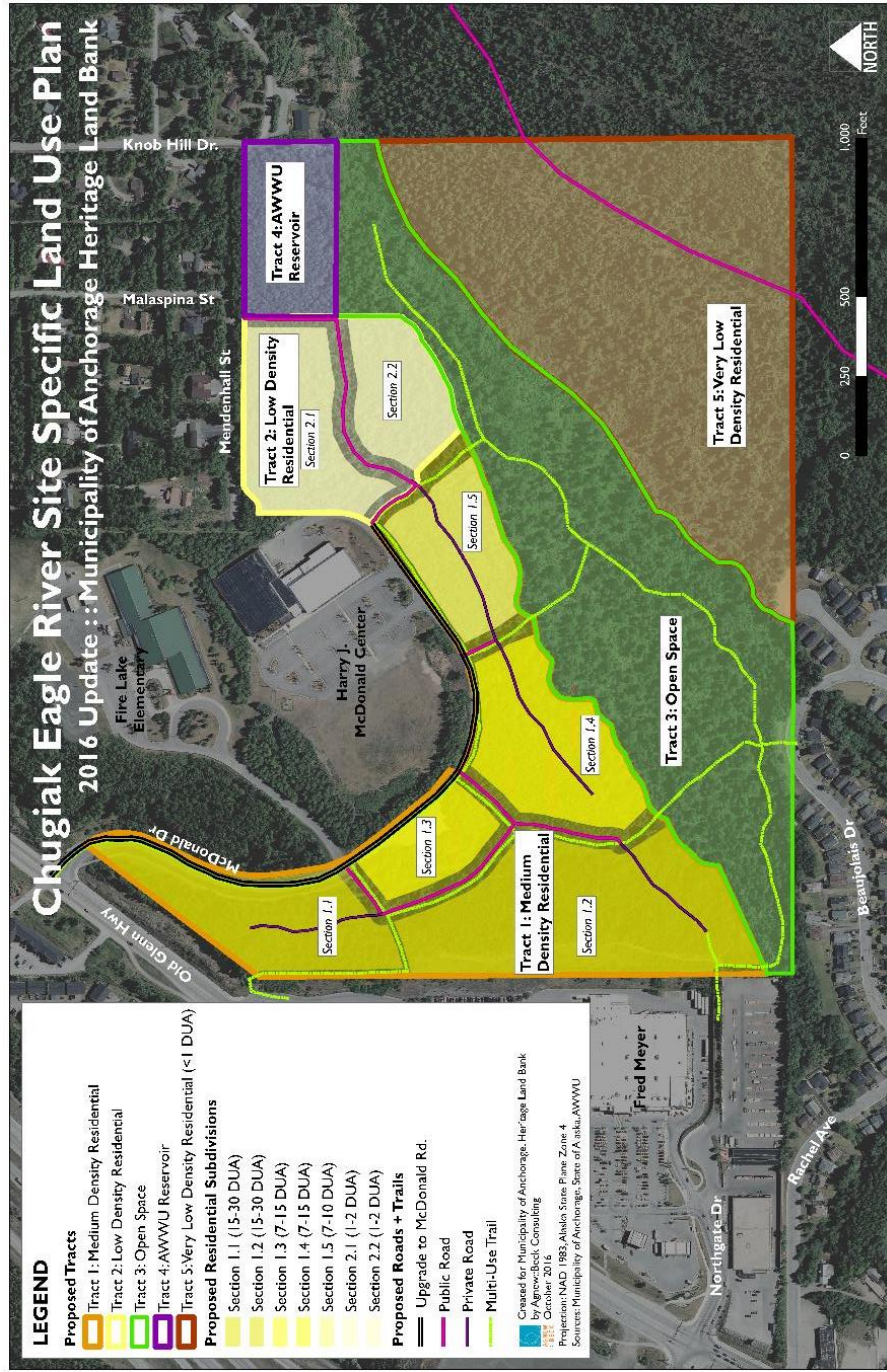 Chugiak Eagle River Site Specific Land Use Plan
2016 Update :: Municipality of Anchorage Heritage Land Bank
LEGEND
Proposed Tracts
Tract 1: Medium Density Residential
Tract 2: Low Density Residential
Tract 3: Open Space
Tract 4: AWWU Reservoir
Tract 5: Very Low Density Residential (<1 DUA)
Proposed Residential Subdivisions
Section 1.1 (15-30 DUA)
Section 1.2 (15-30 DUA)
Section 1.3 (7-15 DUA)
Section 1.4 (7-15 DUA)
Section 1.5 (7-10 DUA)
Section 2.1 (1-2 DUA)
Section 2.2 (1-2 DUA)
Proposed Roads + Trails
Upgrade to McDonald Rd.
Public Road
Private Road
Multi-Use Trail
Created for Municipality of Anchorage, Heritage Land Bank
by Agnew::Beck Consulting
October 2016
Projection: NAD 1983, Alaska State Plane Zone 4
Sources: Municipality of Anchorage, State of Alaska, AWWU
Old Glenn Hwy
McDonald Dr
Fire Lake
Elementary
Harry J.
McDonald Center
Mendenhall St
Malaspina St
Knob Hill Dr.
Tract 2: Low Density
Residential
Section 2.1
Section 2.2
Tract 4: AWWU
Reservoir
Section 1.1
Section 1.3
Section 1.5
Section 1.4
Tract 1: Medium
Density Residential
Section 1.2
Tract 3: Open Space
Tract 5: Very Low
Density Residential
Fred Meyer
Northgate Dr
Rachel Ave
Beaujolais Dr
0 250 500 1,000
Feet
NORTH